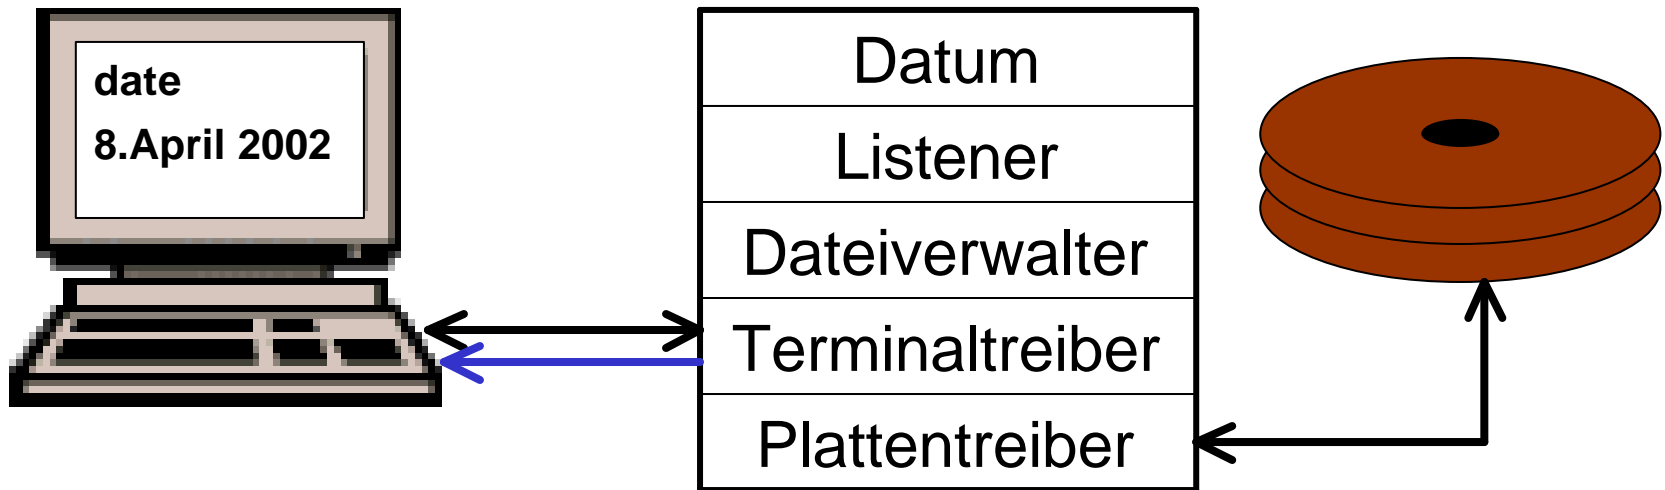 date
8.April 2002
Datum
Listener
Dateiverwalter
Terminaltreiber
Plattentreiber